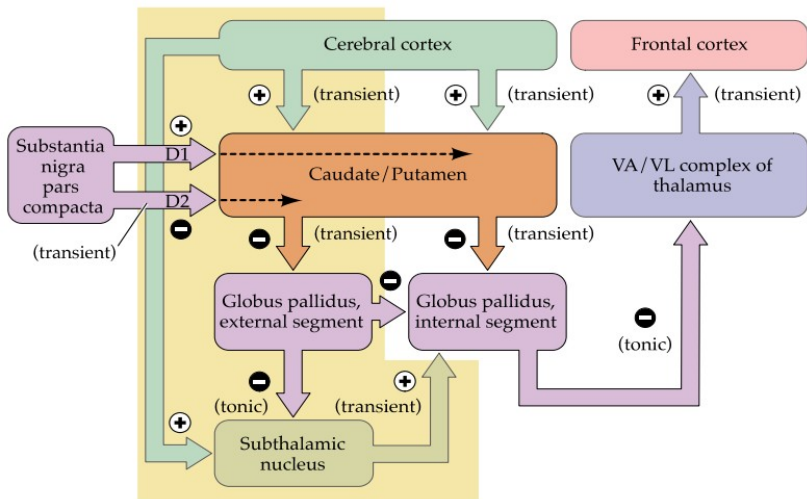 Cerebral cortex
Frontal cortex
+
(transient)
+
(transient)
+
(transient)
Substantia
nigra
pars
compacta
+
D1
D2
−
(transient)
Caudate/Putamen
VA/VL complex of
thalamus
−
(transient)
−
(transient)
Globus pallidus,
external segment
−
Globus pallidus,
internal segment
−
(tonic)
−
(tonic)
+
(transient)
+
Subthalamic
nucleus